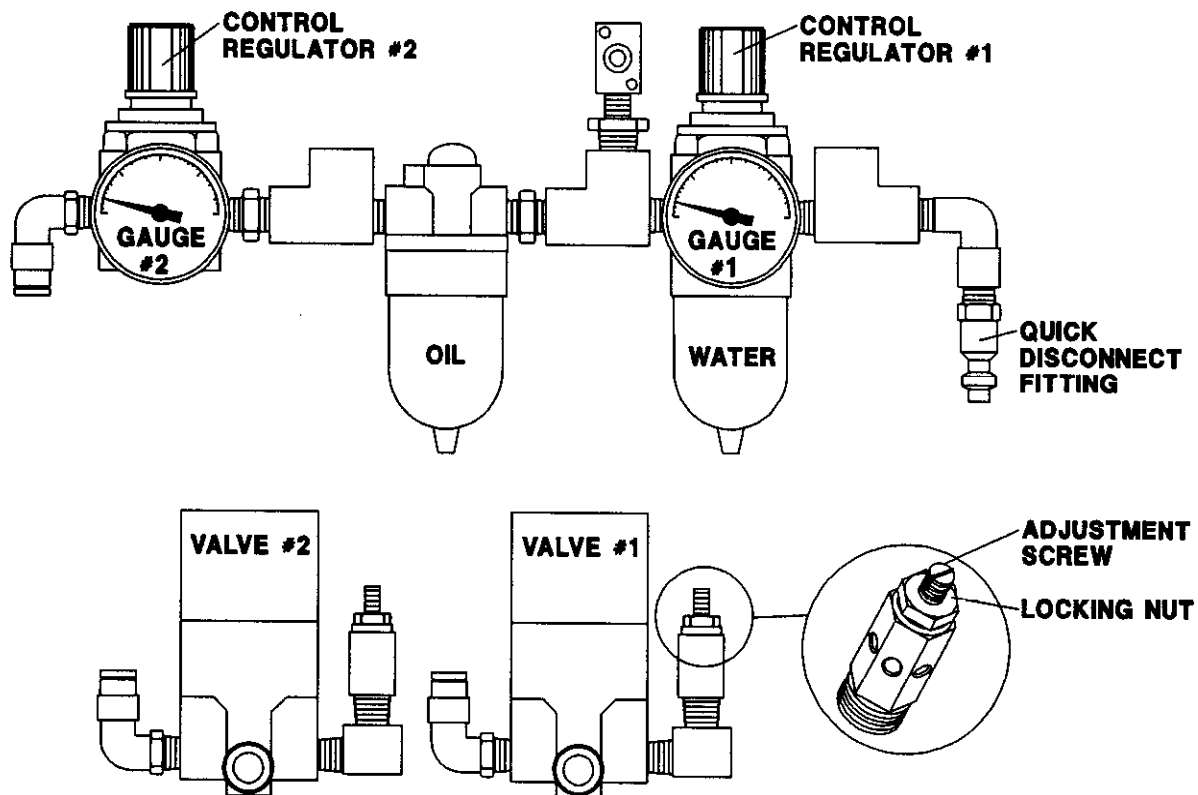 CONTROL
REGULATOR #2
CONTROL
REGULATOR #1
GAUGE
#2
GAUGE
#1
OIL
WATER
QUICK
DISCONNECT
FITTING
VALVE #2
VALVE #1
ADJUSTMENT
SCREW
LOCKING NUT